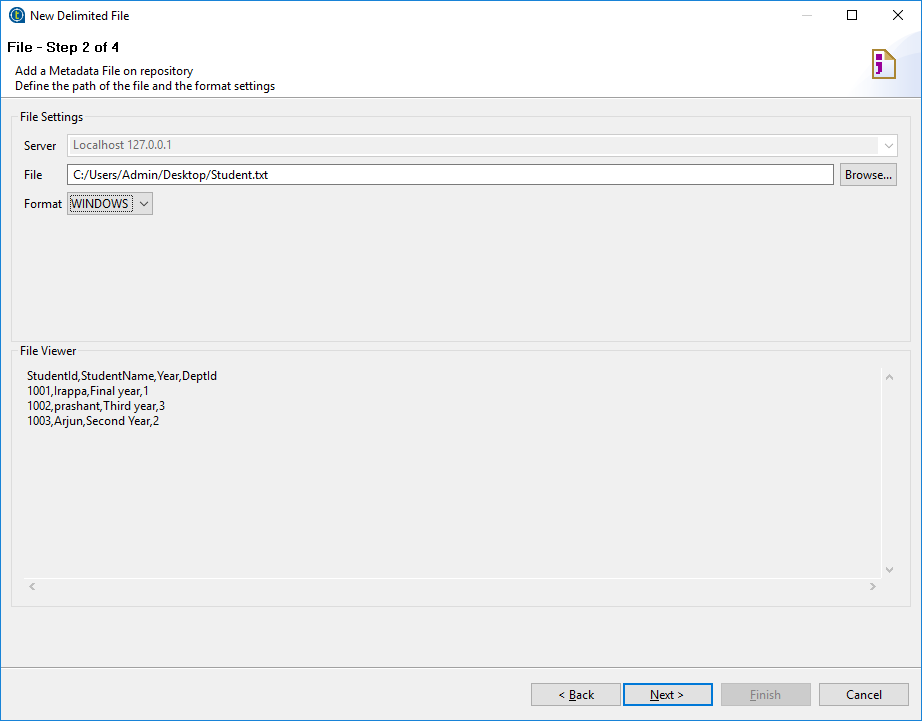 New Delimited File
File - Step 2 of 4
Add a Metadata File on repository
Define the path of the file and the format settings
File Settings
Server Localhost 127.0.0.1
File C:/Users/Admin/Desktop/Student.txt Browse...
Format WINDOWS
File Viewer
StudentId,StudentName,Year,DeptId
1001,Irappa,Final year,1
1002,prashant,Third year,3
1003,Arjun,Second Year,2
< Back Next > Finish Cancel